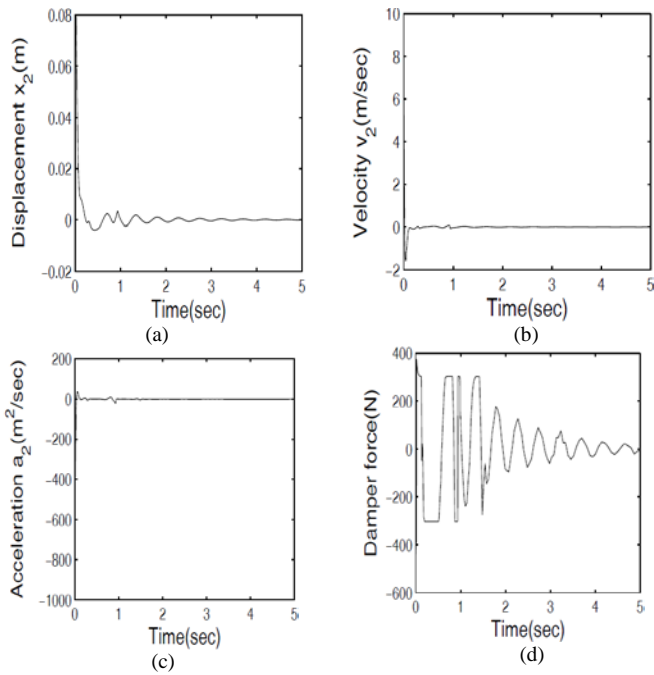 0.08
0.06
0.04
0.02
0
−0.02
Displacement x_2(m)
0 1 2 3 4 5
Time(sec)
(a)
10
8
6
4
2
0
−2
Velocity v_2(m/sec)
0 1 2 3 4 5
Time(sec)
(b)
200
0
−200
−400
−600
−800
−1000
Acceleration a_2(m²/sec)
0 1 2 3 4 5
Time(sec)
(c)
400
200
0
−200
−400
−600
Damper force(N)
0 1 2 3 4 5
Time(sec)
(d)